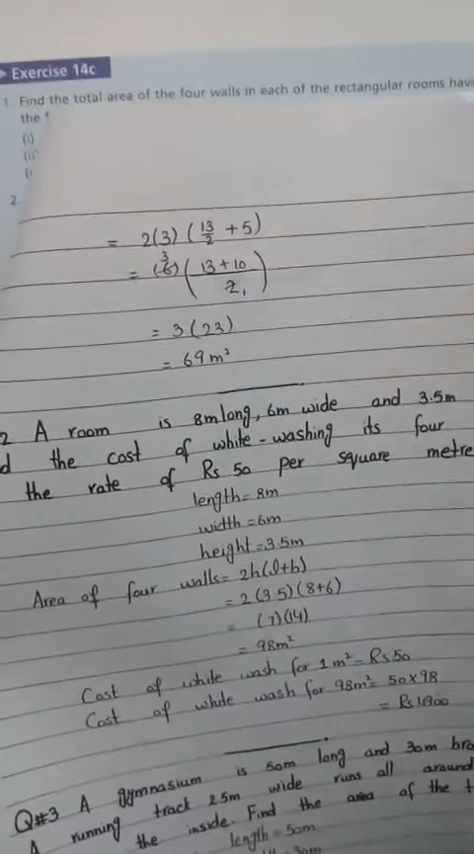 Exercise 14c
1. Find the total area of the four walls in each of the rectangular rooms hav
the
(i)
(ii
(i
2.
= 2(3) (13/2 + 5)
= (6) 3 (13+10 / 2 1)
= 3 (23)
= 69 m²
2 A room is 8m long, 6m wide and 3.5m
d the cost of white-washing its four
the rate of Rs 50 per square metre
length = 8m
width = 6m
height = 3.5m
Area of four walls = 2h(l+b)
= 2(3.5)(8+6)
= (7)(14)
= 98m²
Cost of white wash for 1m² = Rs 50
Cost of white wash for 98m² = 50 x 98
= Rs
Q#3 A gymnasium is 50m long and 30m bro
A running track 2.5m wide runs all around
the inside. Find the area of the t
length = 50m
= 30m